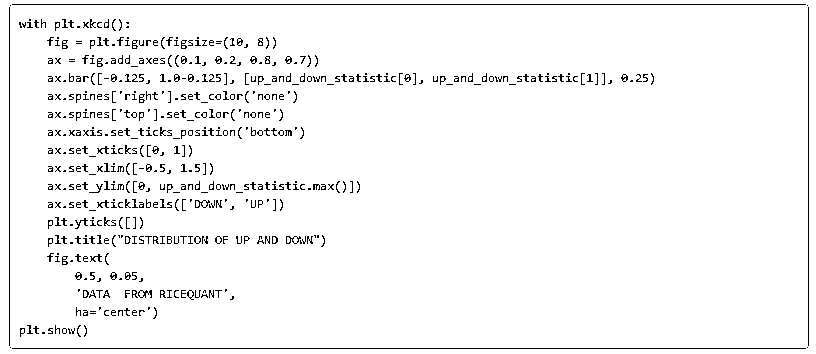 with plt.xkcd():
    fig = plt.figure(figsize=(10, 8))
    ax = fig.add_axes((0.1, 0.2, 0.8, 0.7))
    ax.bar([-0.125, 1.0-0.125], [up_and_down_statistic[0], up_and_down_statistic[1]], 0.25)
    ax.spines['right'].set_color('none')
    ax.spines['top'].set_color('none')
    ax.xaxis.set_ticks_position('bottom')
    ax.set_xticks([0, 1])
    ax.set_xlim([-0.5, 1.5])
    ax.set_ylim([0, up_and_down_statistic.max()])
    ax.set_xticklabels(['DOWN', 'UP'])
    plt.yticks([])
    plt.title("DISTRIBUTION OF UP AND DOWN")
    fig.text(
        0.5, 0.05,
        'DATA  FROM RICEQUANT',
        ha='center')
plt.show()